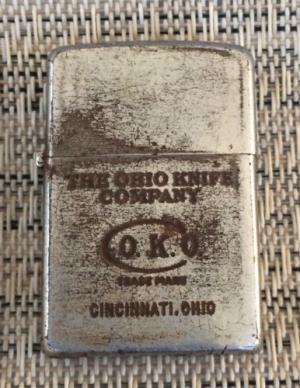 THE OHIO KNIFE
COMPANY
O.K.O
TRADE MARK
CINCINNATI, OHIO